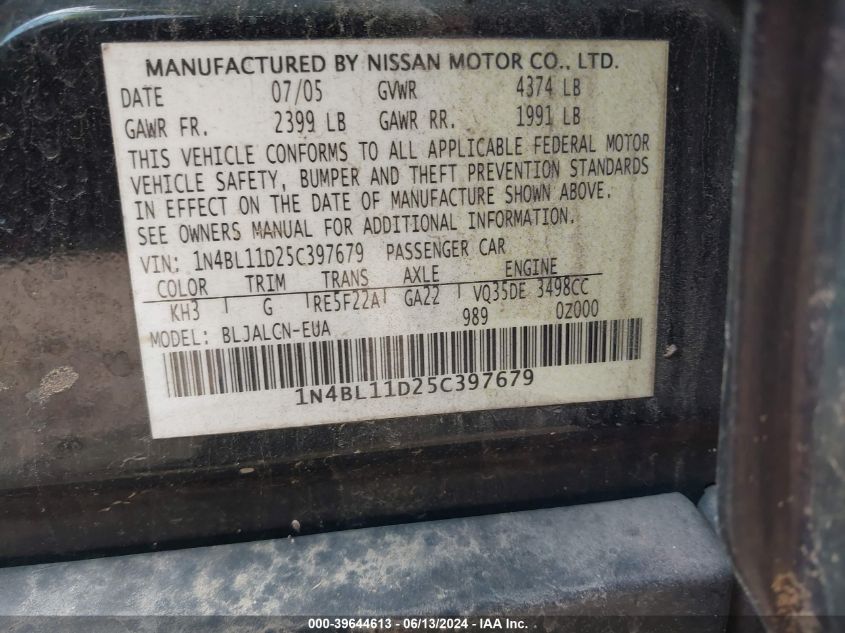 MANUFACTURED BY NISSAN MOTOR CO., LTD.
DATE 07/05 GVWR 4374 LB
GAWR FR. 2399 LB GAWR RR. 1991 LB
THIS VEHICLE CONFORMS TO ALL APPLICABLE FEDERAL MOTOR
VEHICLE SAFETY, BUMPER AND THEFT PREVENTION STANDARDS
IN EFFECT ON THE DATE OF MANUFACTURE SHOWN ABOVE.
SEE OWNERS MANUAL FOR ADDITIONAL INFORMATION.
VIN: 1N4BL11D25C397679 PASSENGER CAR
COLOR TRIM TRANS AXLE ENGINE
KH3 G RE5F22A GA22 VQ35DE 3498CC
MODEL: BLJALCN-EUA 989 0Z000
1N4BL11D25C397679
000-39644613 - 06/13/2024 - IAA Inc.